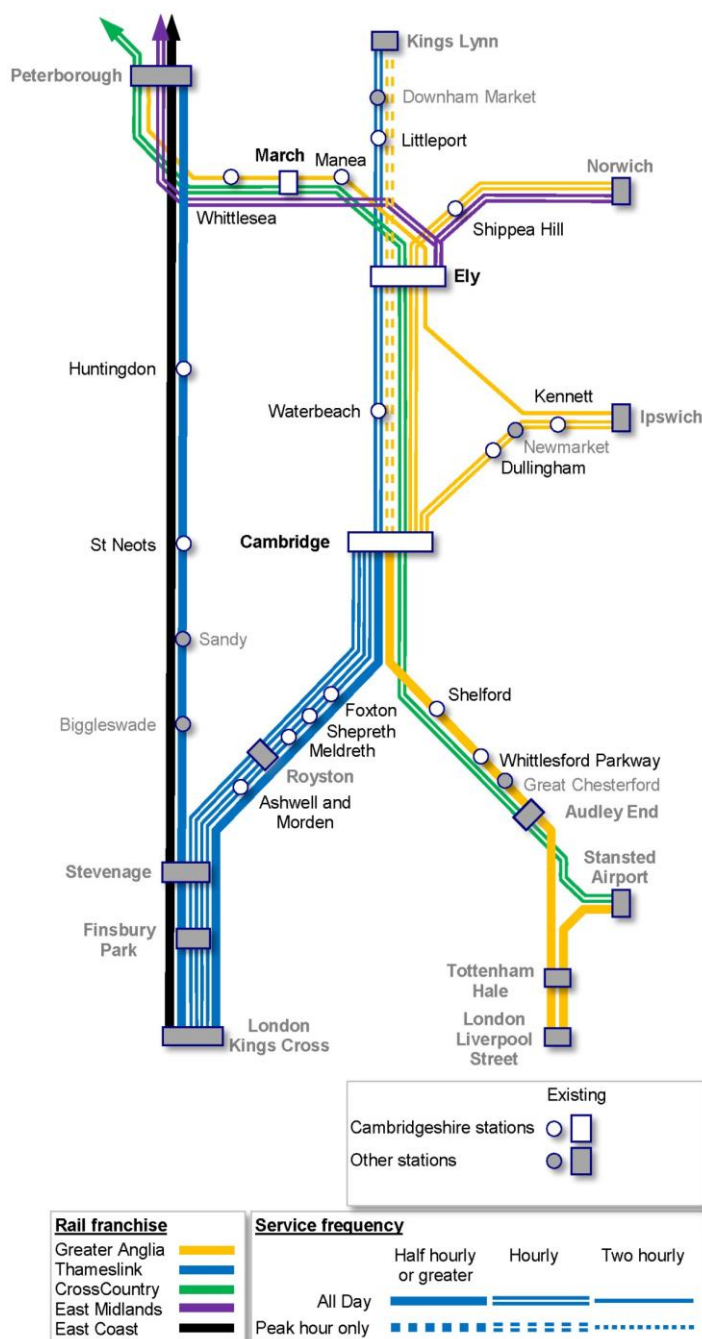 Kings Lynn
Peterborough
Downham Market
Littleport
March
Manea
Norwich
Whittlesea
Shippea Hill
Ely
Huntingdon
Kennett
Waterbeach
Ipswich
Newmarket
Dullingham
St Neots
Cambridge
Sandy
Shelford
Foxton
Biggleswade
Shepreth
Meldreth
Whittlesford Parkway
Royston
Great Chesterford
Ashwell and
Morden
Audley End
Stevenage
Stansted
Airport
Finsbury
Park
Tottenham
Hale
London
Kings Cross
London
Liverpool
Street
Existing
Cambridgeshire stations
Other stations
Rail franchise
Greater Anglia
Thameslink
CrossCountry
East Midlands
East Coast
Service frequency
Half hourly
or greater
Hourly
Two hourly
All Day
Peak hour only